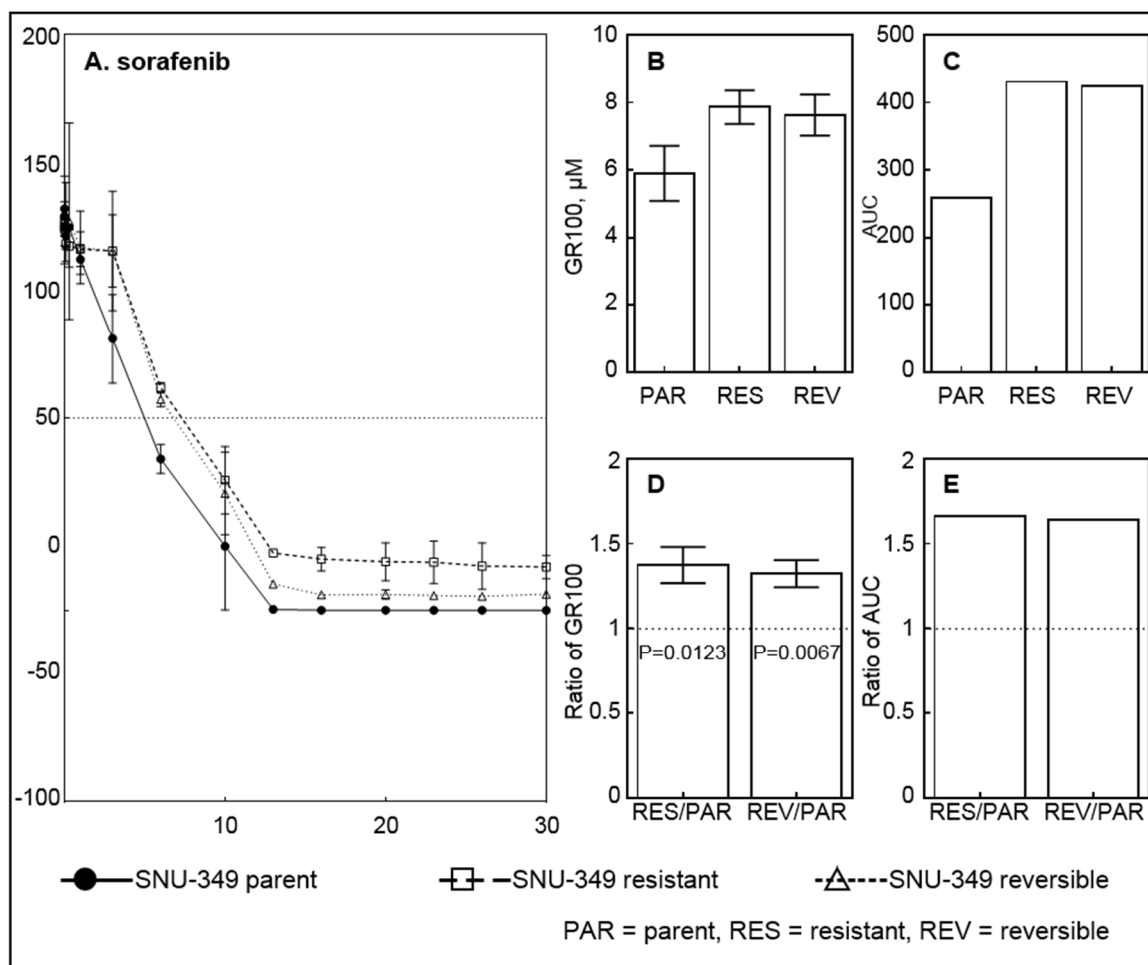 A. sorafenib
200
150
100
50
0
-50
-100
10
20
30
B
GR100, µM
10
8
6
4
2
0
PAR RES REV
C
AUC
500
400
300
200
100
0
PAR RES REV
D
Ratio of GR100
2
1.5
1
0.5
0
P=0.0123 P=0.0067
RES/PAR REV/PAR
E
Ratio of AUC
2
1.5
1
0.5
0
RES/PAR REV/PAR
SNU-349 parent SNU-349 resistant SNU-349 reversible
PAR = parent, RES = resistant, REV = reversible